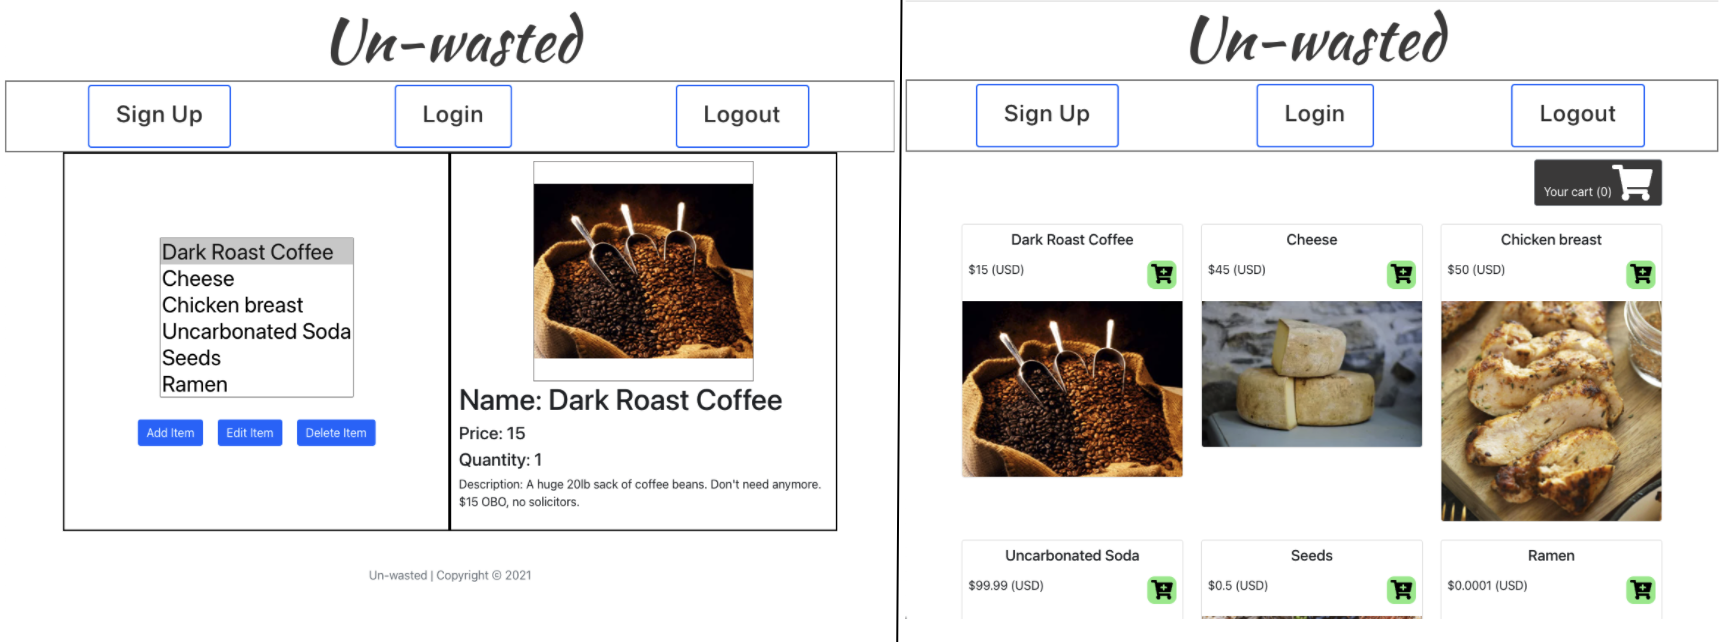 Un-wasted
Sign Up
Login
Logout
Dark Roast Coffee
Cheese
Chicken breast
Uncarbonated Soda
Seeds
Ramen
Add Item
Edit Item
Delete Item
Name: Dark Roast Coffee
Price: 15
Quantity: 1
Description: A huge 20lb sack of coffee beans. Don't need anymore.
$15 OBO, no solicitors.
Un-wasted | Copyright © 2021
Un-wasted
Sign Up
Login
Logout
Your cart (0)
Dark Roast Coffee
$15 (USD)
Cheese
$45 (USD)
Chicken breast
$50 (USD)
Uncarbonated Soda
$99.99 (USD)
Seeds
$0.5 (USD)
Ramen
$0.0001 (USD)